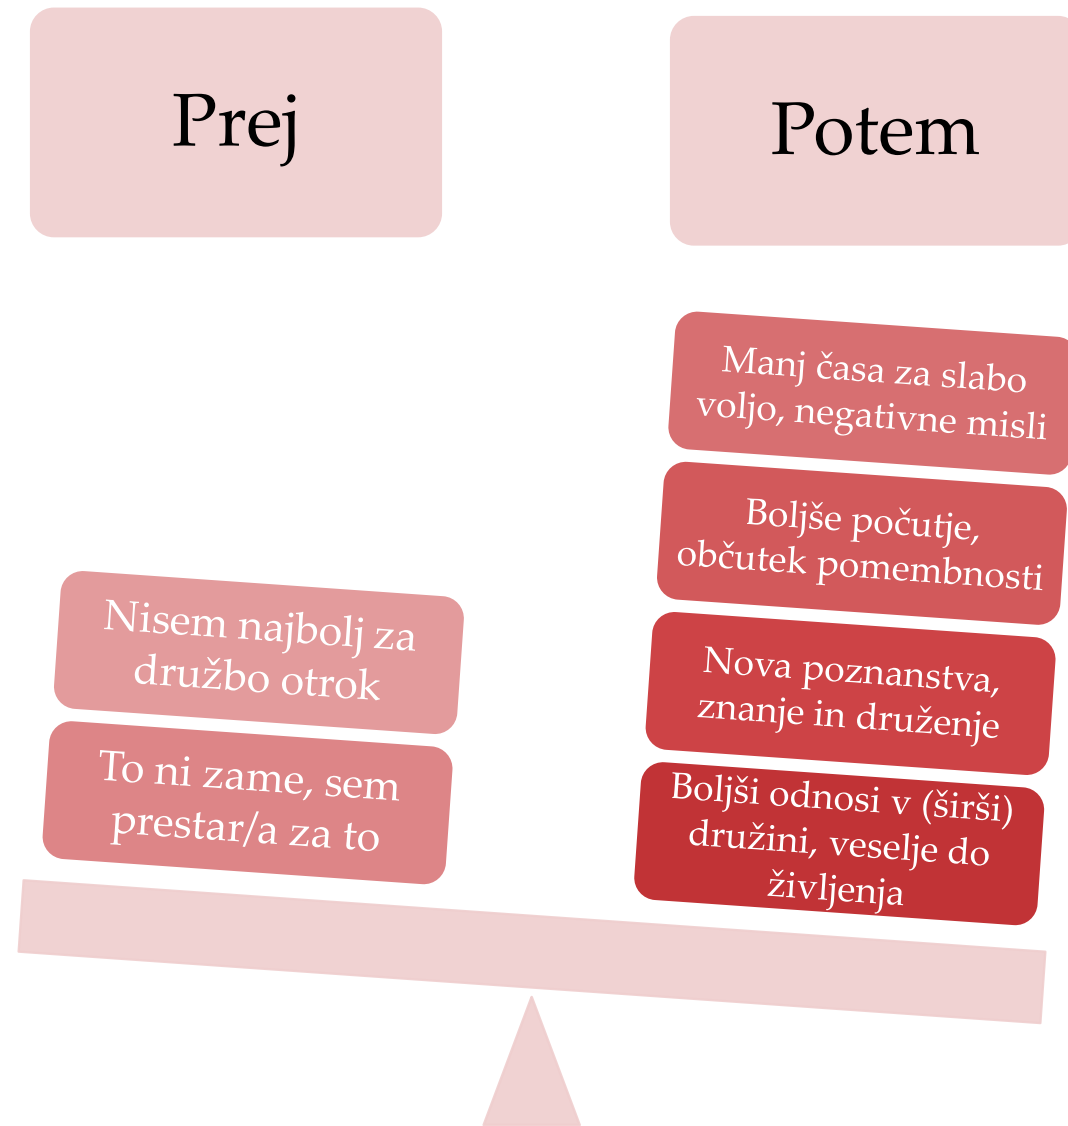 Prej
Potem
Nisem najbolj za
družbo otrok
To ni zame, sem
prestar/a za to
Manj časa za slabo
voljo, negativne misli
Boljše počutje,
občutek pomembnosti
Nova poznanstva,
znanje in druženje
Boljši odnosi v (širši)
družini, veselje do
življenja